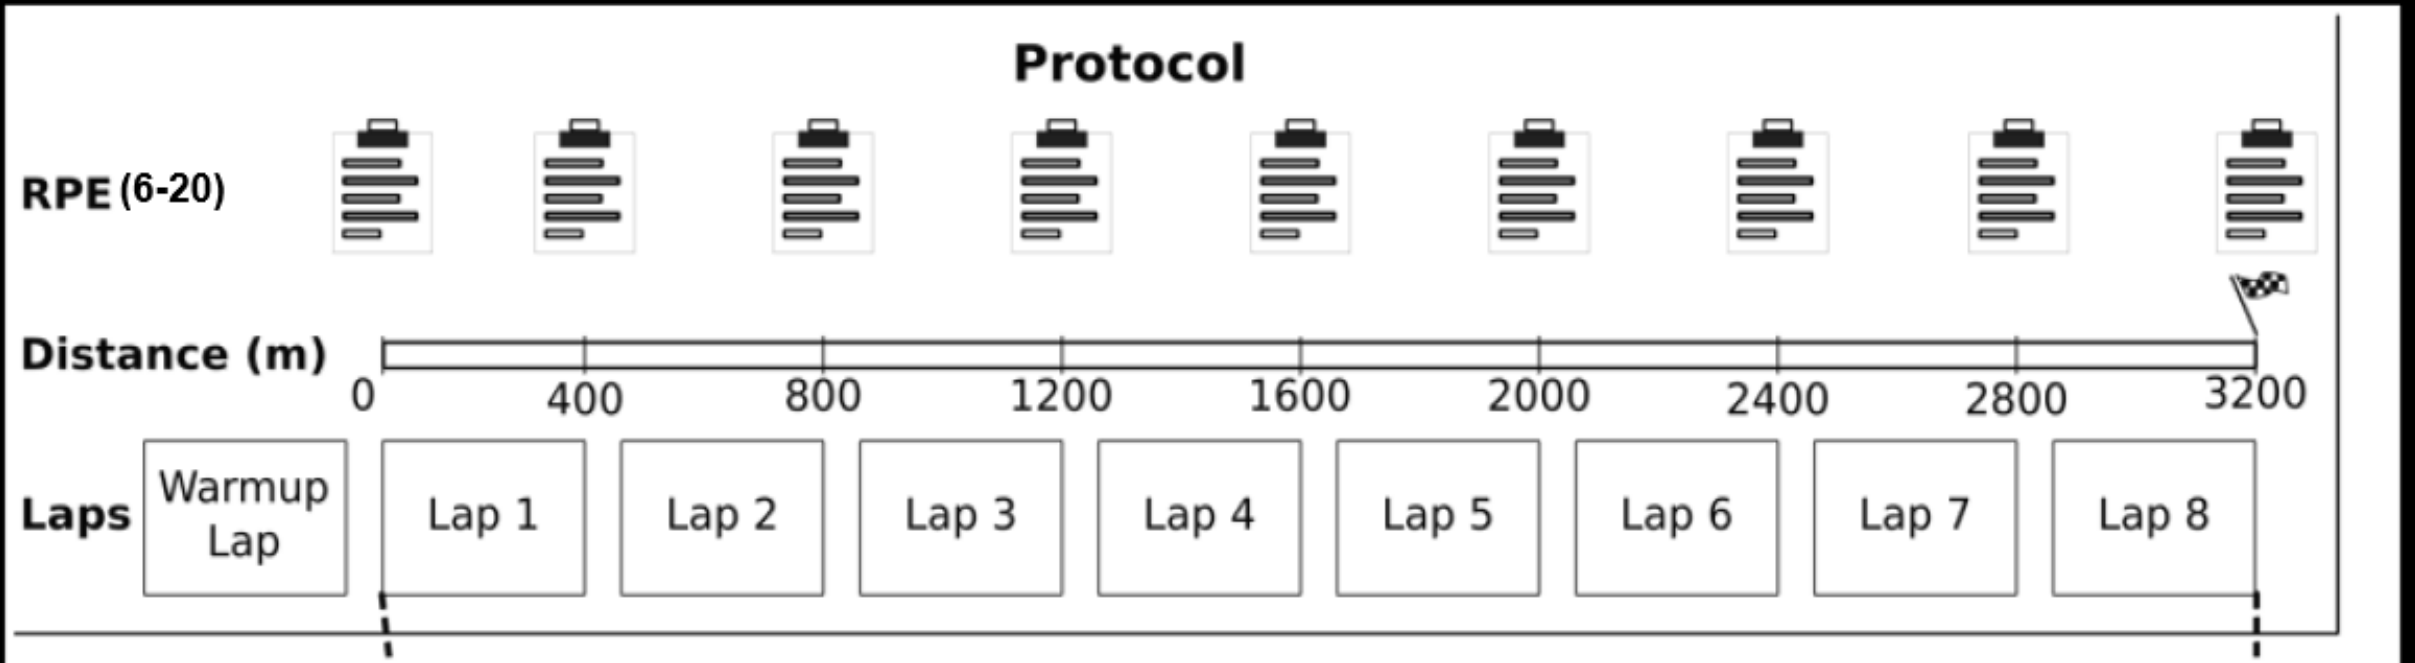 Protocol
RPE (6-20)
Distance (m)
0 400 800 1200 1600 2000 2400 2800 3200
Laps
Warmup
Lap
Lap 1
Lap 2
Lap 3
Lap 4
Lap 5
Lap 6
Lap 7
Lap 8